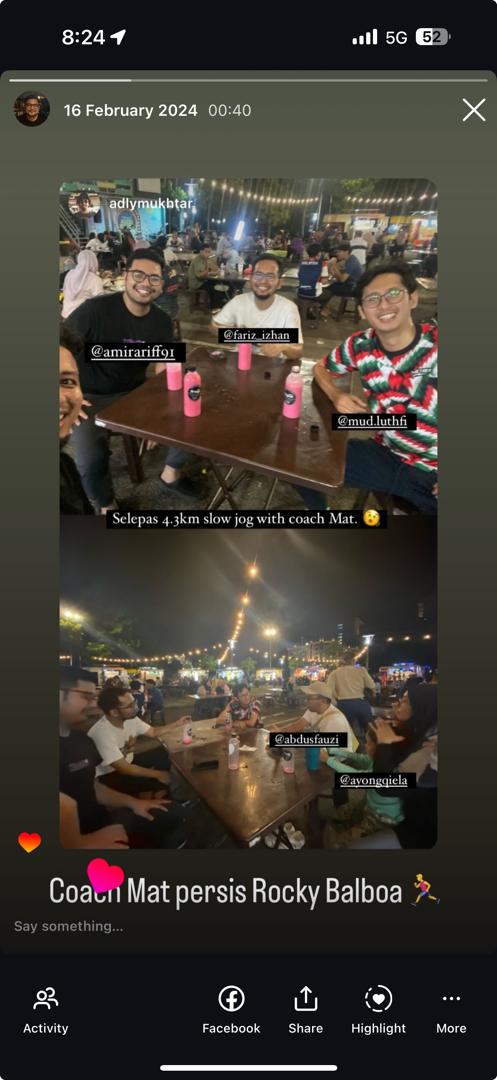 8:24
5G
52
16 February 2024 00:40
adlymukhtar
@fariz_izhan
@amirariff91
@mud.luthfi
Selepas 4.3km slow jog with coach Mat. 😯
@abdusfauzi
@ayongqiela
Coach Mat persis Rocky Balboa 🏃
Say something...
Activity
Facebook
Share
Highlight
More